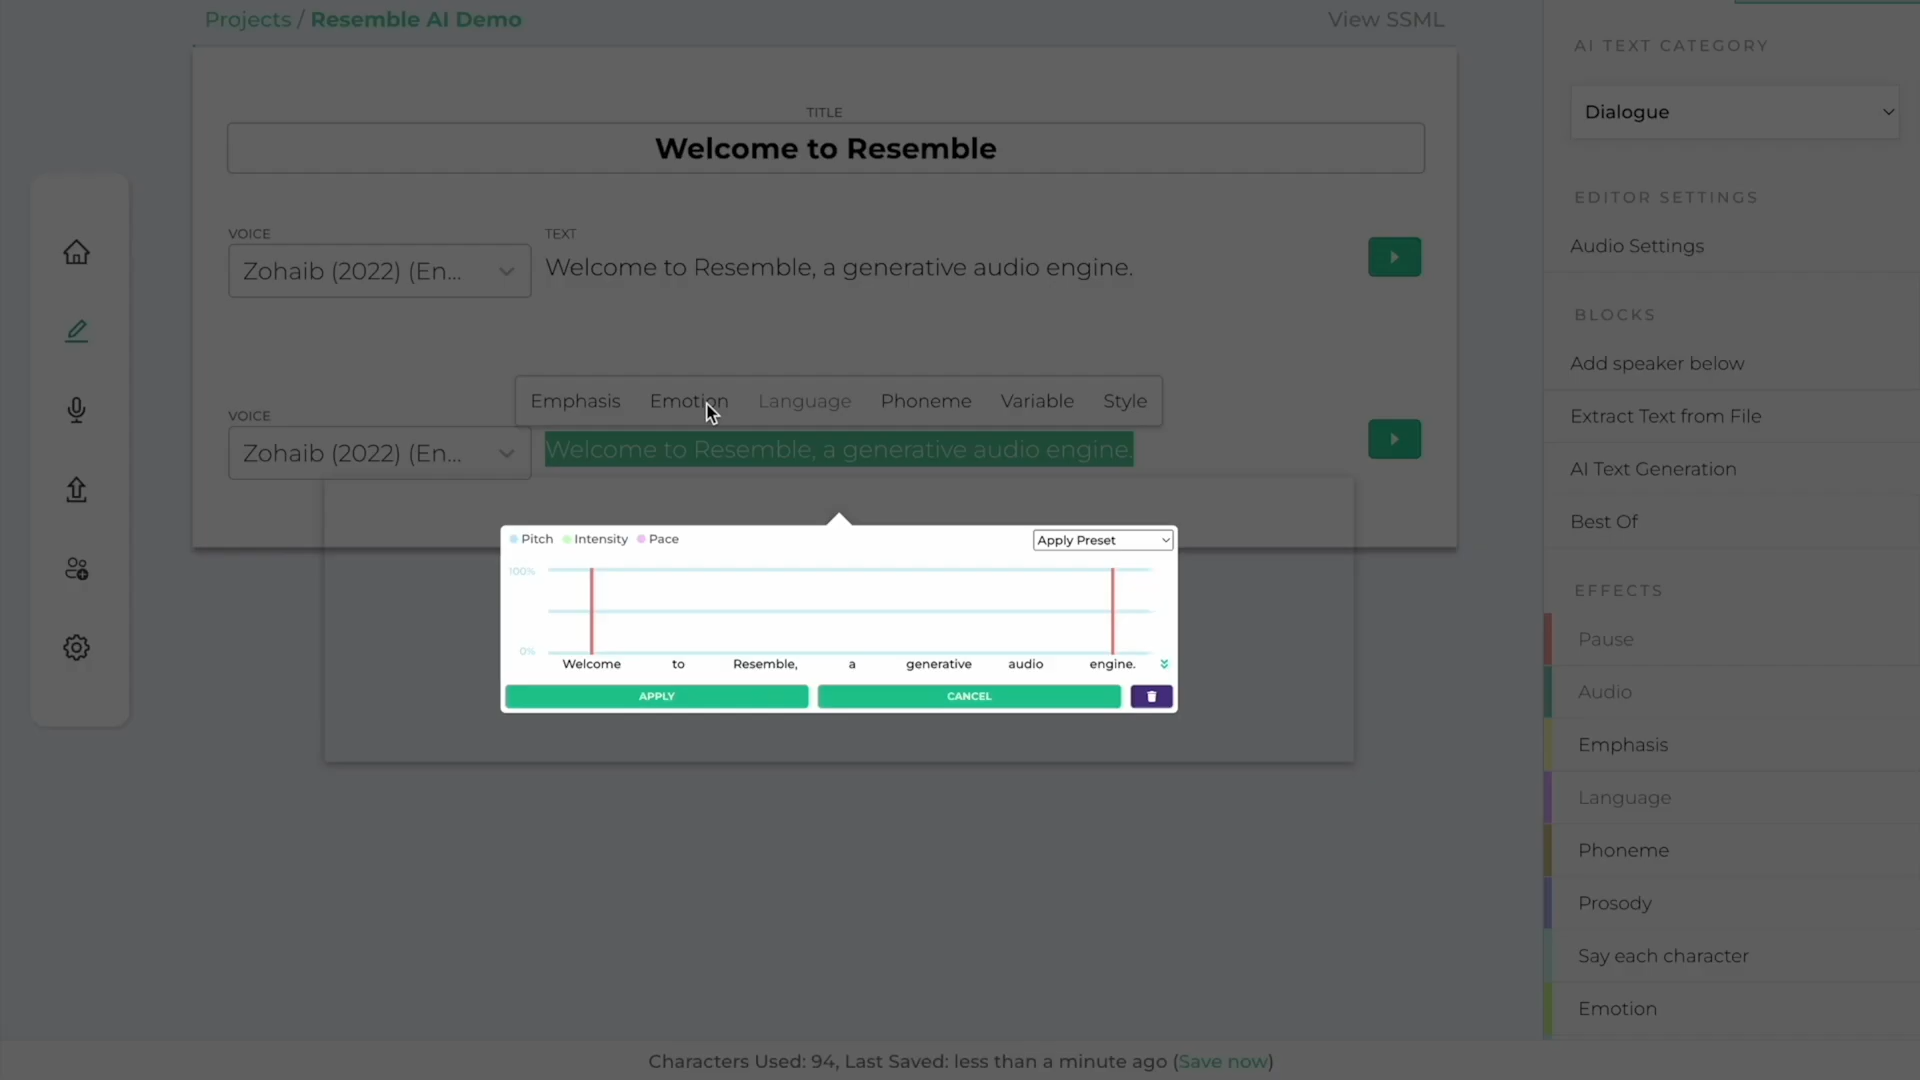 Projects / Resemble AI Demo
View SSML
TITLE
Welcome to Resemble
VOICE
TEXT
Zohaib (2022) (En...
Welcome to Resemble, a generative audio engine.
Emphasis Emotion Language Phoneme Variable Style
VOICE
Zohaib (2022) (En...
Welcome to Resemble, a generative audio engine.
Pitch Intensity Pace
Apply Preset
100%
0%
Welcome to Resemble, a generative audio engine.
APPLY
CANCEL
AI TEXT CATEGORY
Dialogue
EDITOR SETTINGS
Audio Settings
BLOCKS
Add speaker below
Extract Text from File
AI Text Generation
Best Of
EFFECTS
Pause
Audio
Emphasis
Language
Phoneme
Prosody
Say each character
Emotion
Characters Used: 94, Last Saved: less than a minute ago (Save now)